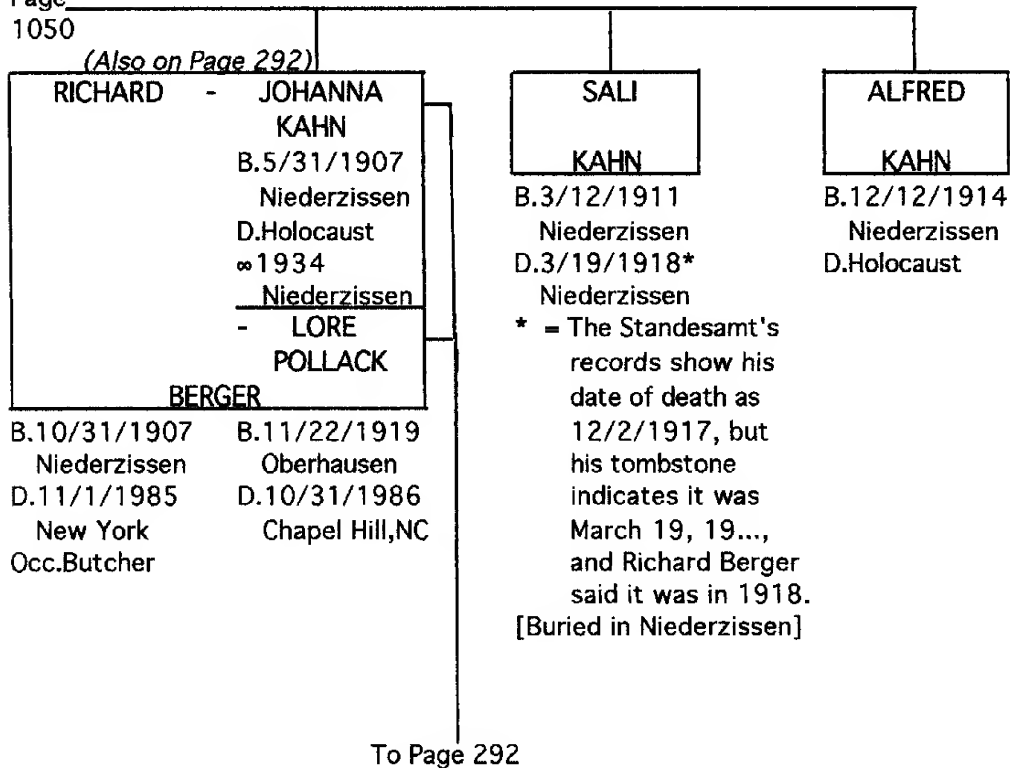 Page
1050
(Also on Page 292)
RICHARD - JOHANNA
KAHN
B.5/31/1907
Niederzissen
D.Holocaust
∞1934
Niederzissen
- LORE
POLLACK
BERGER
B.10/31/1907
Niederzissen
D.11/1/1985
New York
Occ.Butcher
B.11/22/1919
Oberhausen
D.10/31/1986
Chapel Hill,NC
SALI
KAHN
B.3/12/1911
Niederzissen
D.3/19/1918*
Niederzissen
* = The Standesamt's
records show his
date of death as
12/2/1917, but
his tombstone
indicates it was
March 19, 19...,
and Richard Berger
said it was in 1918.
[Buried in Niederzissen]
ALFRED
KAHN
B.12/12/1914
Niederzissen
D.Holocaust
To Page 292